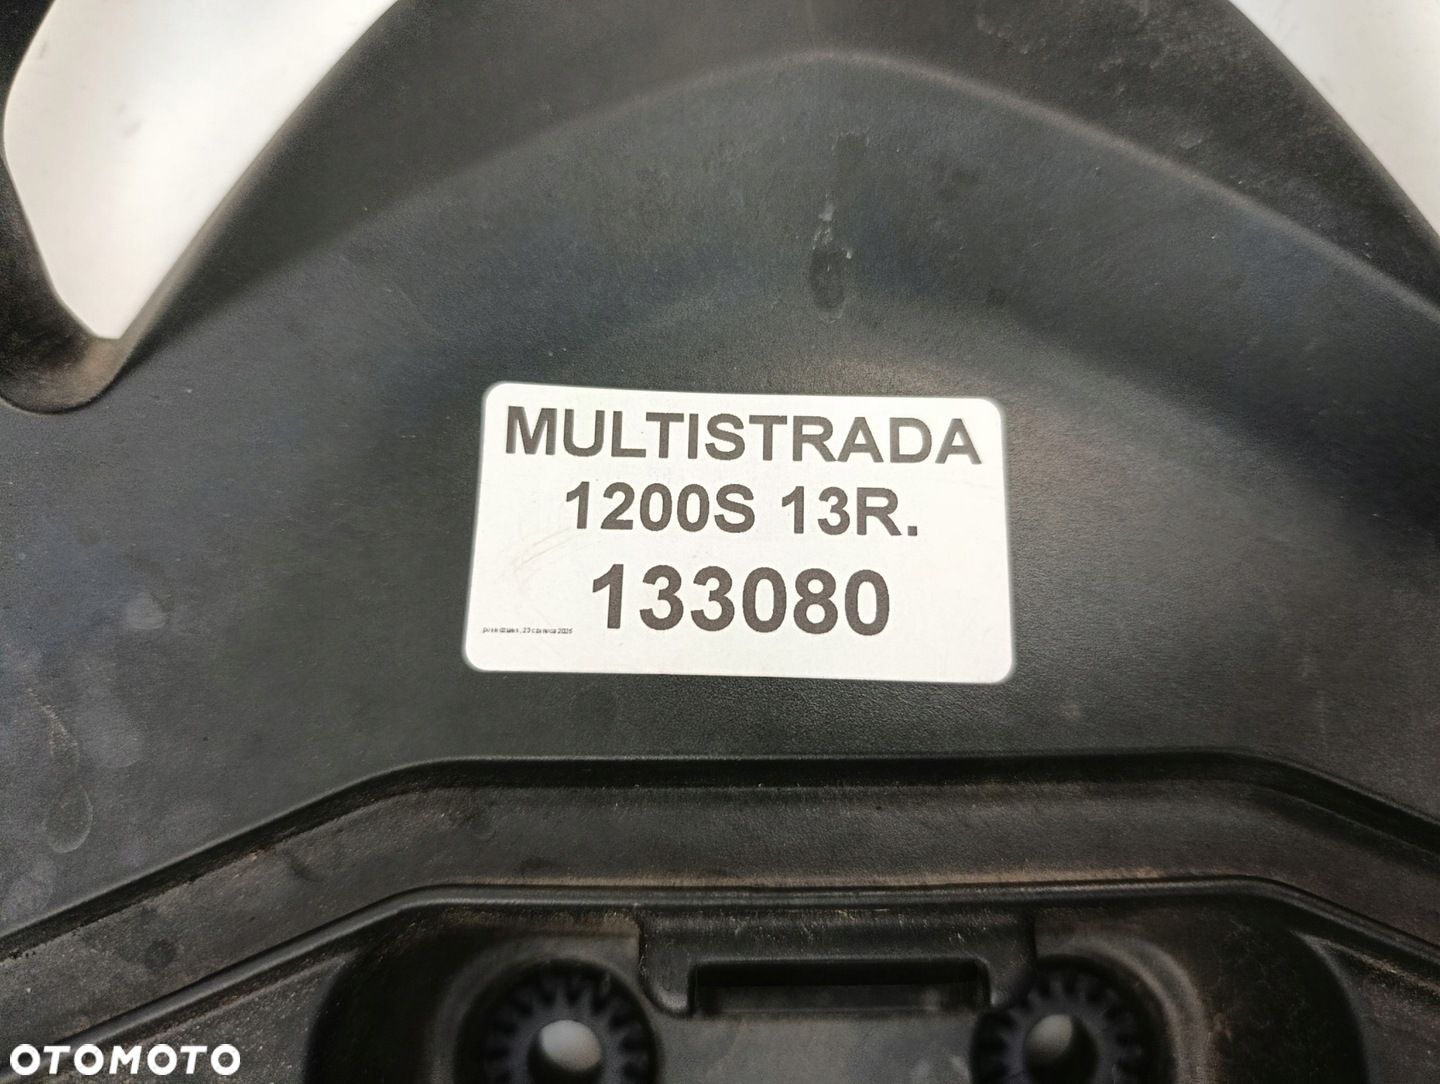 MULTISTRADA
1200S 13R.
133080
OTOMOTO